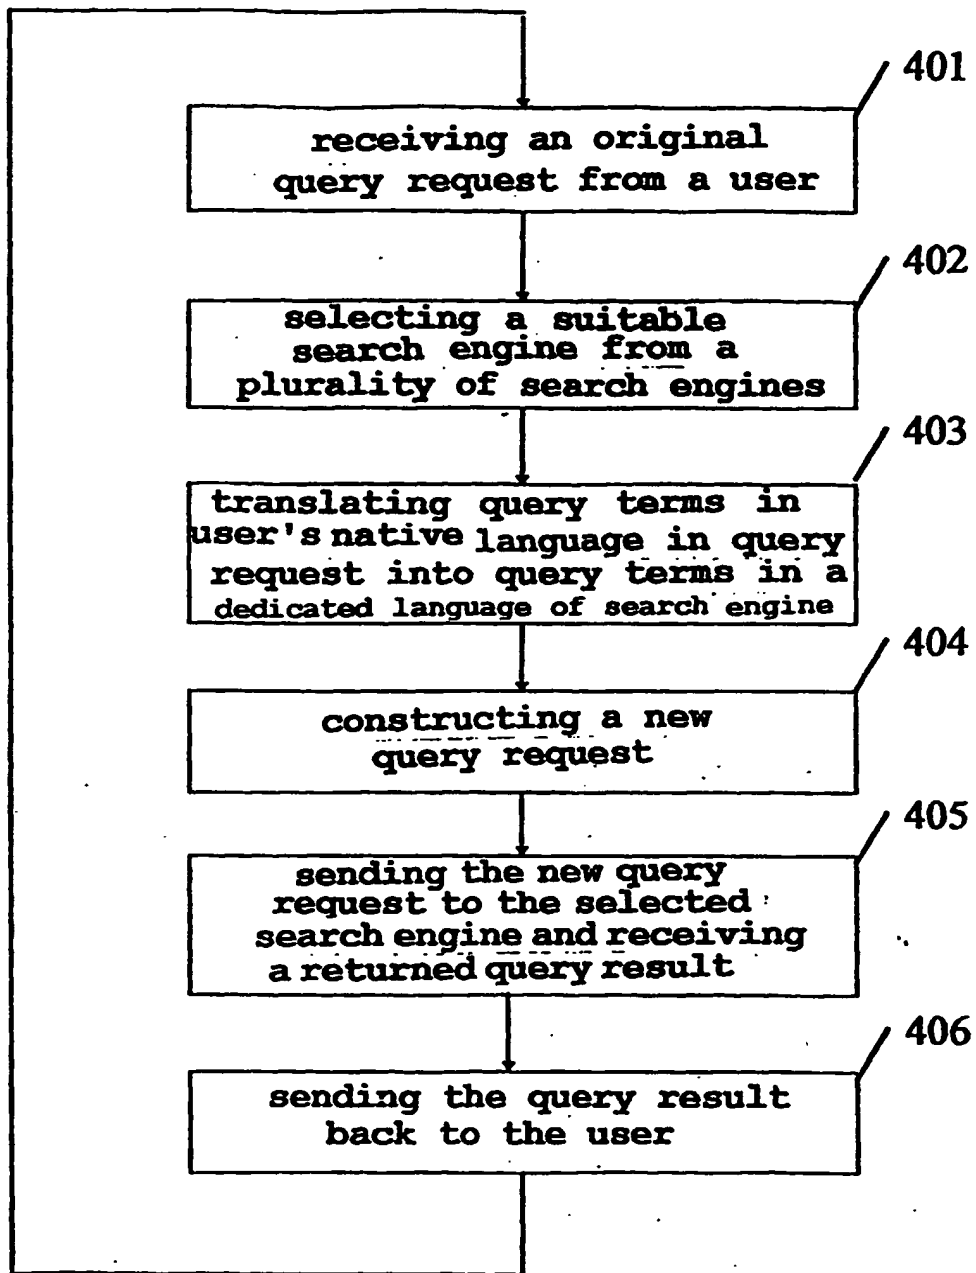 401
receiving an original
query request from a user
402
selecting a suitable
search engine from a
plurality of search engines
403
translating query terms in
user's native language in query
request into query terms in a
dedicated language of search engine
404
constructing a new
query request
405
sending the new query
request to the selected
search engine and receiving
a returned query result
406
sending the query result
back to the user